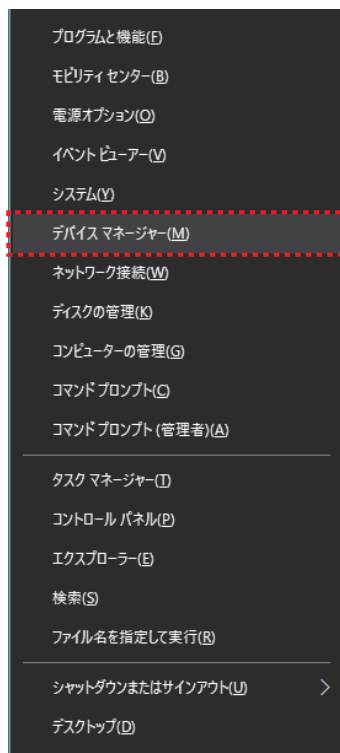 プログラムと機能(F)
モビリティ センター(B)
電源オプション(O)
イベント ビューアー(V)
システム(Y)
デバイス マネージャー(M)
ネットワーク接続(W)
ディスクの管理(K)
コンピューターの管理(G)
コマンド プロンプト(C)
コマンド プロンプト (管理者)(A)
タスク マネージャー(T)
コントロール パネル(P)
エクスプローラー(E)
検索(S)
ファイル名を指定して実行(R)
シャットダウンまたはサインアウト(U)
デスクトップ(D)